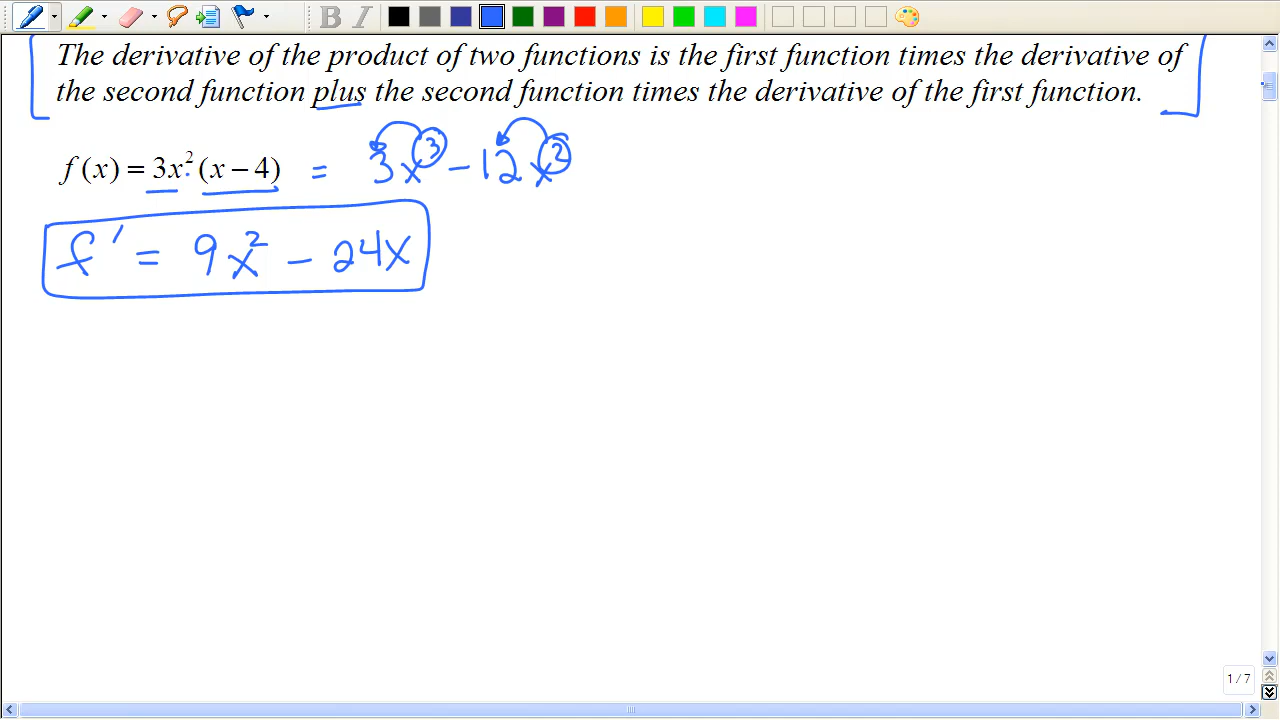 B I
The derivative of the product of two functions is the first function times the derivative of
the second function plus the second function times the derivative of the first function.
f(x) = 3x²(x − 4) = 3x³ − 12x²
f′ = 9x² − 24x
1 / 7